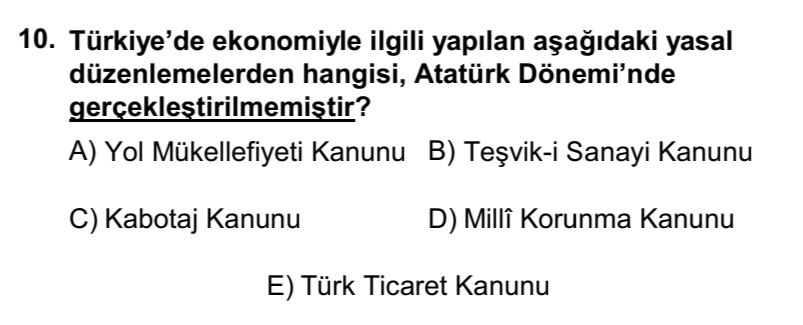 10. Türkiye’de ekonomiyle ilgili yapılan aşağıdaki yasal
düzenlemelerden hangisi, Atatürk Dönemi’nde
gerçekleştirilmemiştir?
A) Yol Mükellefiyeti Kanunu B) Teşvik-i Sanayi Kanunu
C) Kabotaj Kanunu D) Millî Korunma Kanunu
E) Türk Ticaret Kanunu